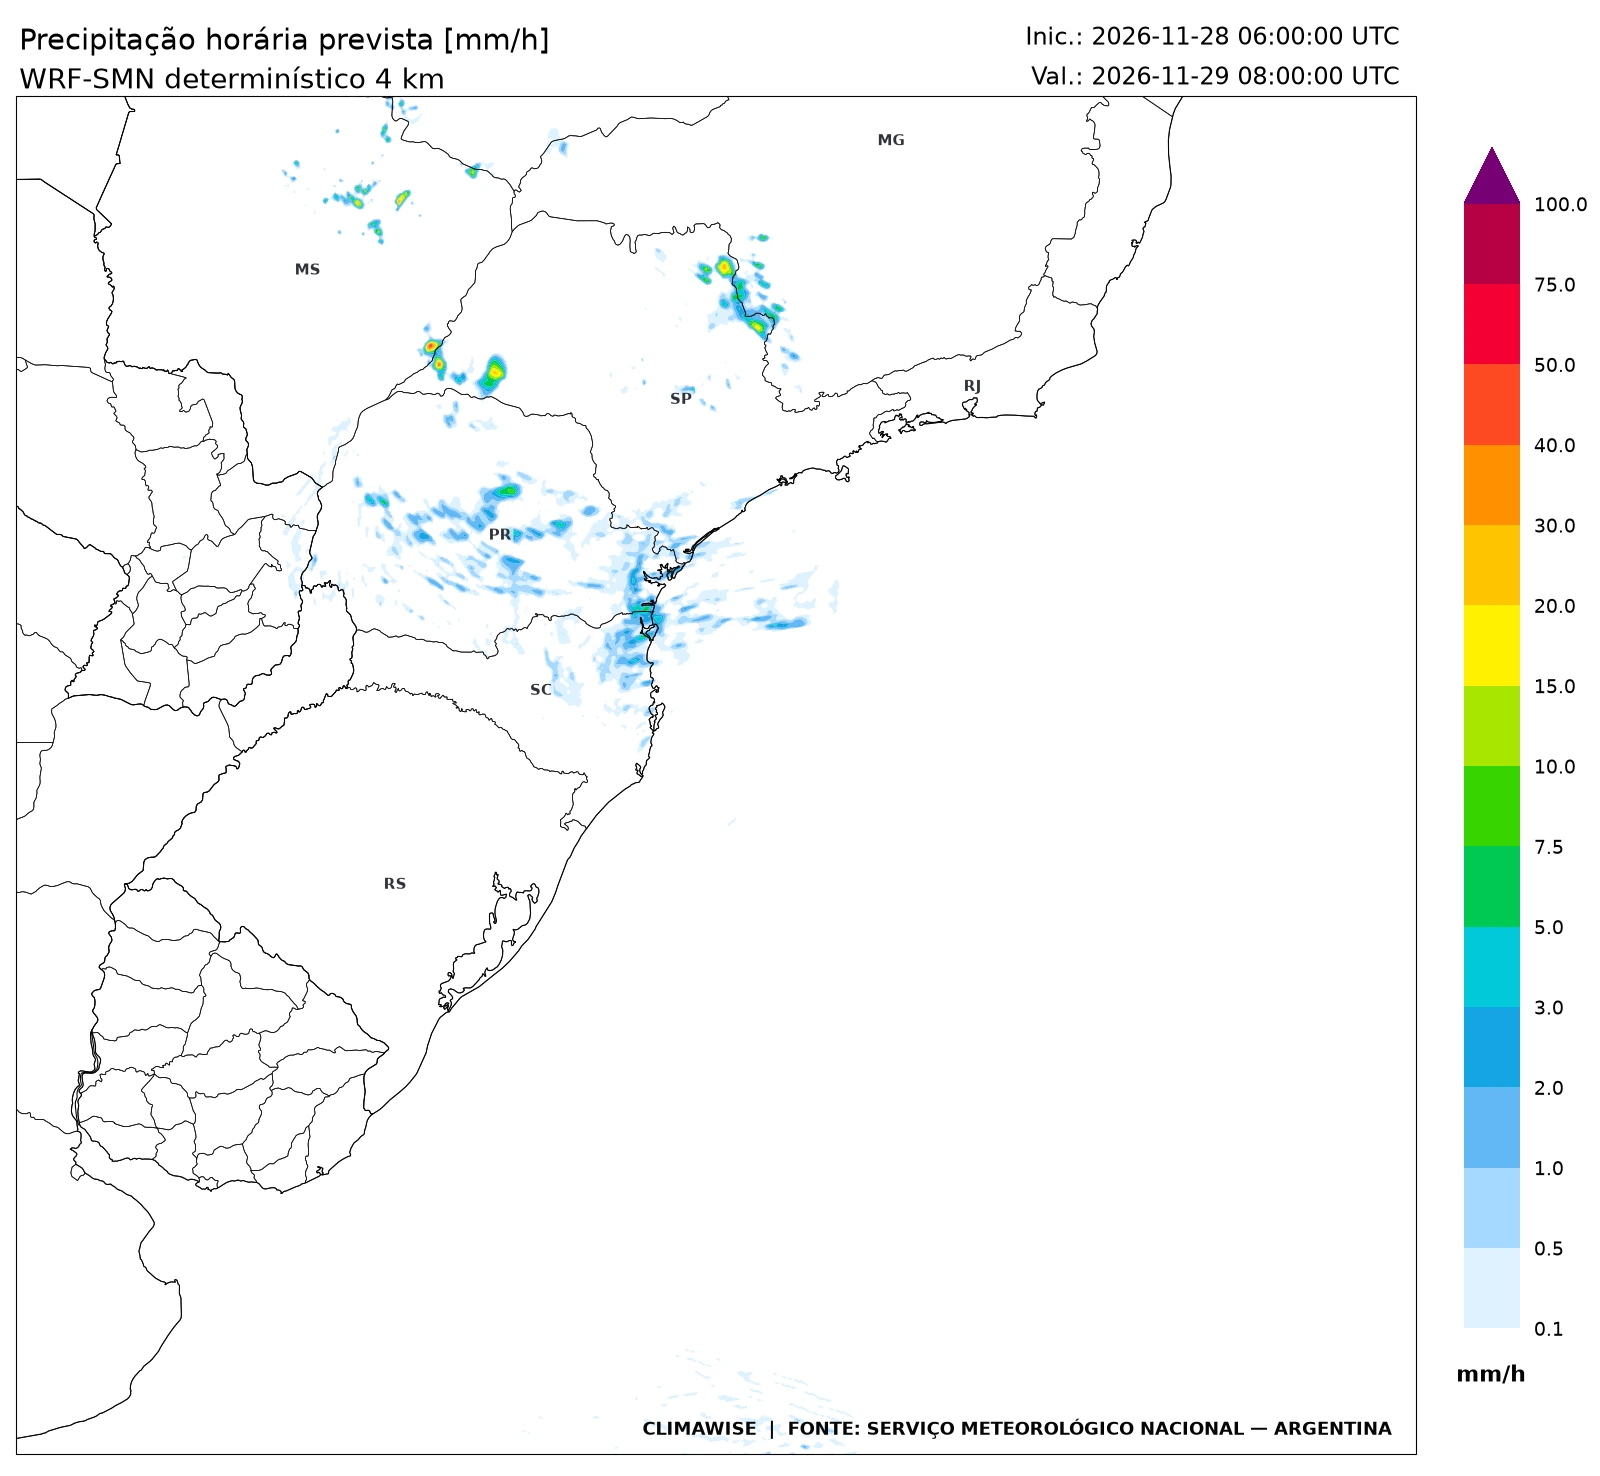 Precipitação horária prevista [mm/h]
WRF-SMN determinístico 4 km
Inic.: 2026-11-28 06:00:00 UTC
Val.: 2026-11-29 08:00:00 UTC
MG
MS
RJ
SP
PR
SC
RS
100.0
75.0
50.0
40.0
30.0
20.0
15.0
10.0
7.5
5.0
3.0
2.0
1.0
0.5
0.1
mm/h
CLIMAWISE | FONTE: SERVIÇO METEOROLÓGICO NACIONAL — ARGENTINA